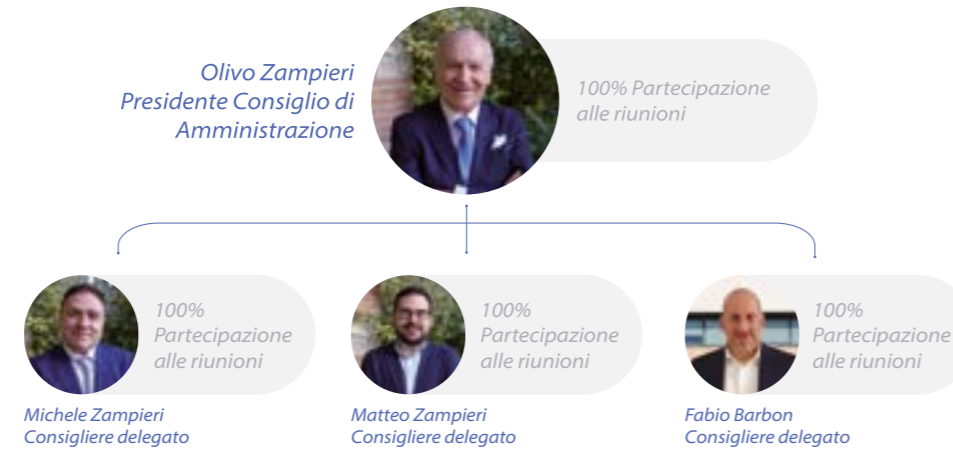 Olivo Zampieri
Presidente Consiglio di
Amministrazione
100% Partecipazione
alle riunioni
100%
Partecipazione
alle riunioni
Michele Zampieri
Consigliere delegato
100%
Partecipazione
alle riunioni
Matteo Zampieri
Consigliere delegato
100%
Partecipazione
alle riunioni
Fabio Barbon
Consigliere delegato